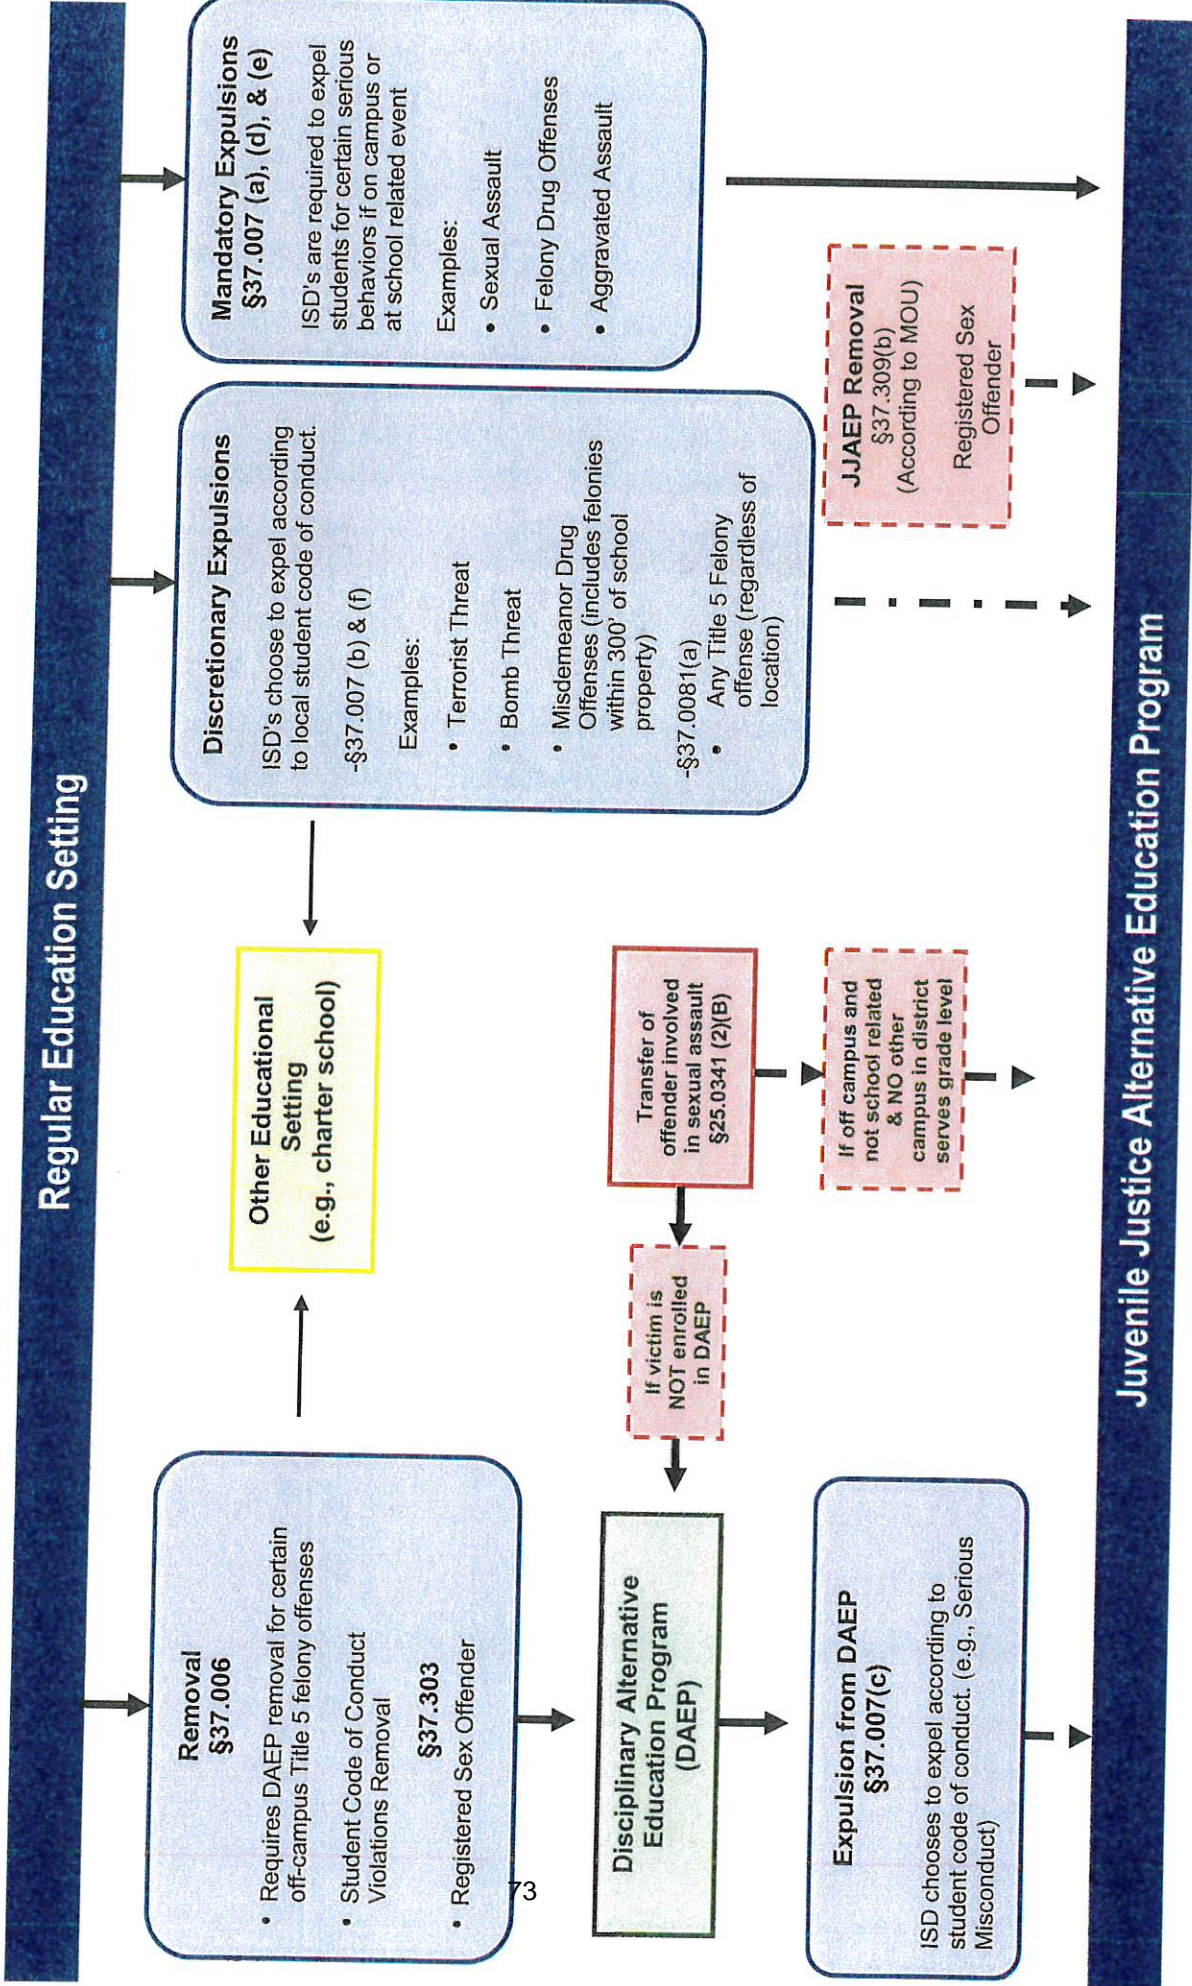 Regular Education Setting
Removal
§37.006
• Requires DAEP removal for certain
off-campus Title 5 felony offenses
• Student Code of Conduct
Violations Removal
§37.303
• Registered Sex Offender
Other Educational
Setting
(e.g., charter school)
Discretionary Expulsions
ISD's choose to expel according
to local student code of conduct.
-§37.007 (b) & (f)
Examples:
• Terrorist Threat
• Bomb Threat
• Misdemeanor Drug
Offenses (includes felonies
within 300' of school
property)
-§37.0081(a)
• Any Title 5 Felony
offense (regardless of
location)
Mandatory Expulsions
§37.007 (a), (d), & (e)
ISD's are required to expel
students for certain serious
behaviors if on campus or
at school related event
Examples:
• Sexual Assault
• Felony Drug Offenses
• Aggravated Assault
Disciplinary Alternative
Education Program
(DAEP)
If victim is
NOT enrolled
in DAEP
Transfer of
offender involved
in sexual assault
§25.0341 (2)(B)
Expulsion from DAEP
§37.007(c)
ISD chooses to expel according to
student code of conduct. (e.g., Serious
Misconduct)
If off campus and
not school related
& NO other
campus in district
serves grade level
JJAEP Removal
§37.309(b)
(According to MOU)
Registered Sex
Offender
Juvenile Justice Alternative Education Program
73